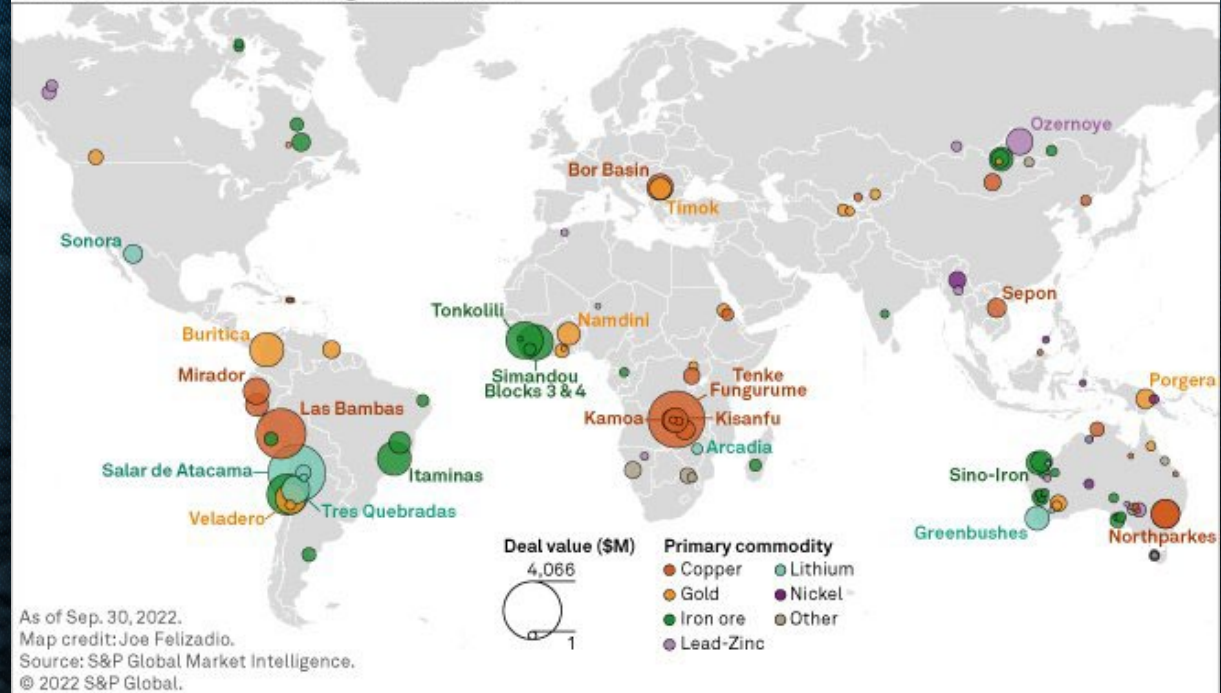 Ozernoye
Bor Basin
Timok
Sonora
Sepon
Tonkolili
Namdini
Buritica
Simandou
Blocks 3 & 4
Tenke
Fungurume
Mirador
Porgera
Las Bambas
Kamoa
Kisanfu
Arcadia
Salar de Atacama
Itaminas
Sino-Iron
Tres Quebradas
Veladero
Greenbushes
Northparkes
Deal value ($M)
4,066
1
Primary commodity
Copper
Gold
Iron ore
Lead-Zinc
Lithium
Nickel
Other
As of Sep. 30, 2022.
Map credit: Joe Felizadio.
Source: S&P Global Market Intelligence.
© 2022 S&P Global.